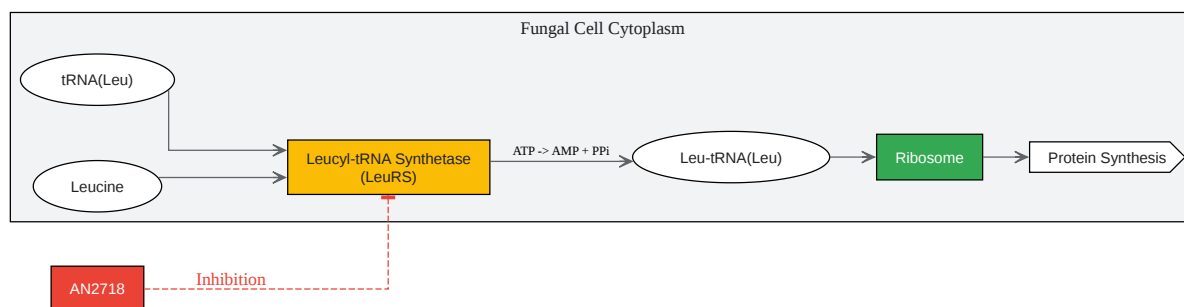 Fungal Cell Cytoplasm
tRNA(Leu)
Leucine
Leucyl-tRNA Synthetase
(LeuRS)
ATP -> AMP + PPi
Leu-tRNA(Leu)
Ribosome
Protein Synthesis
AN2718
Inhibition